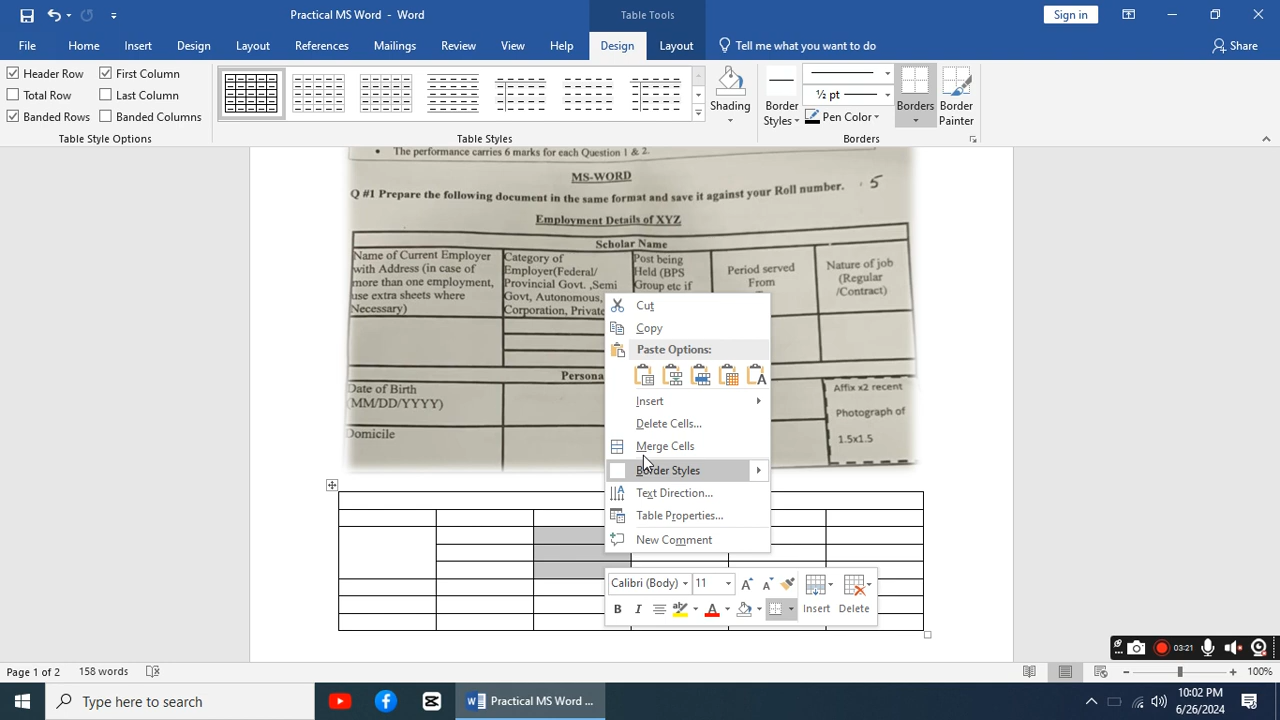 Practical MS Word - Word
Table Tools
Sign in
File Home Insert Design Layout References Mailings Review View Help Design Layout Tell me what you want to do Share
Header Row First Column
Total Row Last Column
Banded Rows Banded Columns
Table Style Options
Table Styles
Shading
Border Styles
½ pt
Pen Color
Borders
Border Painter
Borders
• The performance carries 6 marks for each Question 1 & 2.
MS-WORD
Q #1 Prepare the following document in the same format and save it against your Roll number. 5
Employment Details of XYZ
Scholar Name
Name of Current Employer
with Address (in case of
more than one employment,
use extra sheets where
Necessary)
Category of
Employer(Federal/
Provincial Govt. ,Semi
Govt, Autonomous,
Corporation, Private
Post being
Held (BPS
Group etc if
Period served
From
Nature of job
(Regular
/Contract)
Persona
Date of Birth
(MM/DD/YYYY)
Domicile
Affix x2 recent
Photograph of
1.5x1.5
Cut
Copy
Paste Options:
Insert
Delete Cells...
Merge Cells
Border Styles
Text Direction...
Table Properties...
New Comment
Calibri (Body) 11 A A
B I A Insert Delete
03:21
Page 1 of 2 158 words 100%
Type here to search
Practical MS Word ...
10:02 PM
6/26/2024